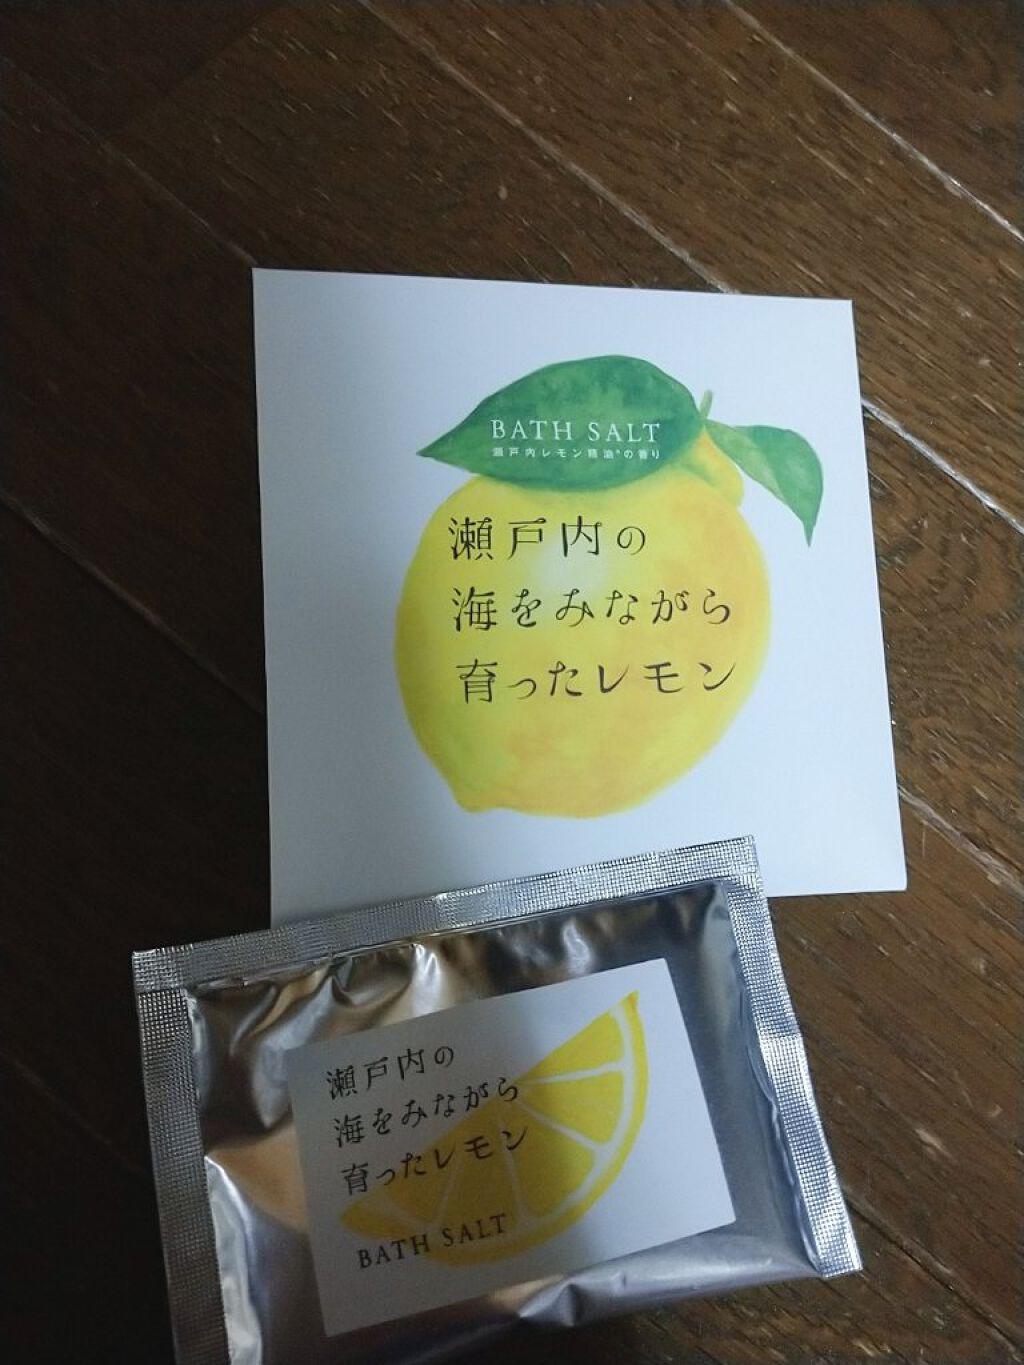 BATH SALT
瀬戸内レモン精油*の香り
瀬戸内の
海をみながら
育ったレモン
瀬戸内の
海をみながら
育ったレモン
BATH SALT